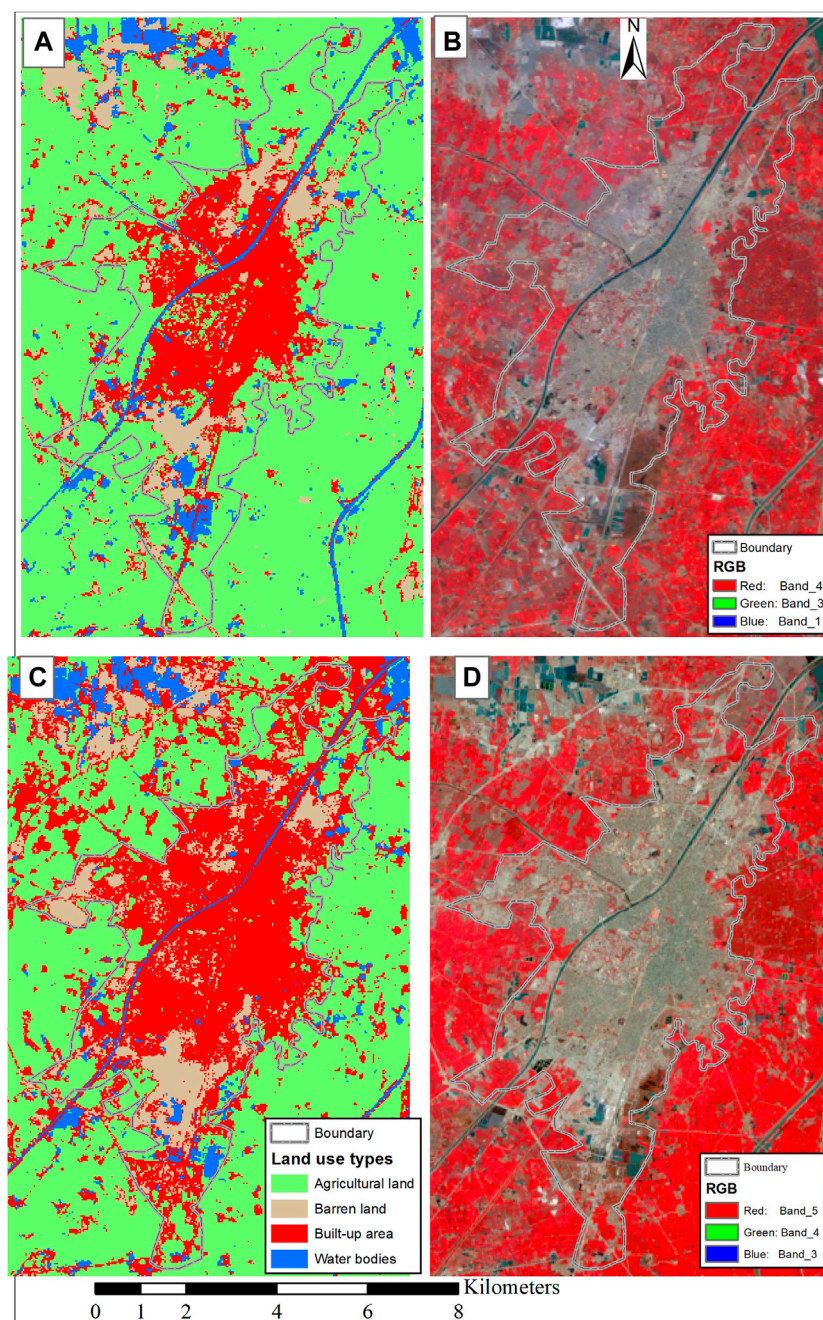 A
B
N
Boundary
RGB
Red: Band_4
Green: Band_3
Blue: Band_1
C
D
Boundary
Land use types
Agricultural land
Barren land
Built-up area
Water bodies
Boundary
RGB
Red: Band_5
Green: Band_4
Blue: Band_3
Kilometers
0 1 2 4 6 8